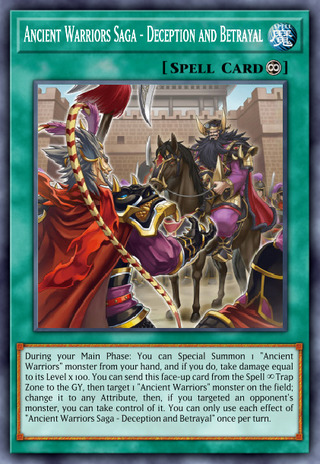 Ancient Warriors Saga - Deception and Betrayal 魔
[Spell Card∞]
During your Main Phase: You can Special Summon 1 "Ancient
Warriors" monster from your hand, and if you do, take damage equal
to its Level x 100. You can send this face-up card from the Spell ∞ Trap
Zone to the GY, then target 1 "Ancient Warriors" monster on the field;
change it to any Attribute, then, if you targeted an opponent's
monster, you can take control of it. You can only use each effect of
"Ancient Warriors Saga - Deception and Betrayal" once per turn.